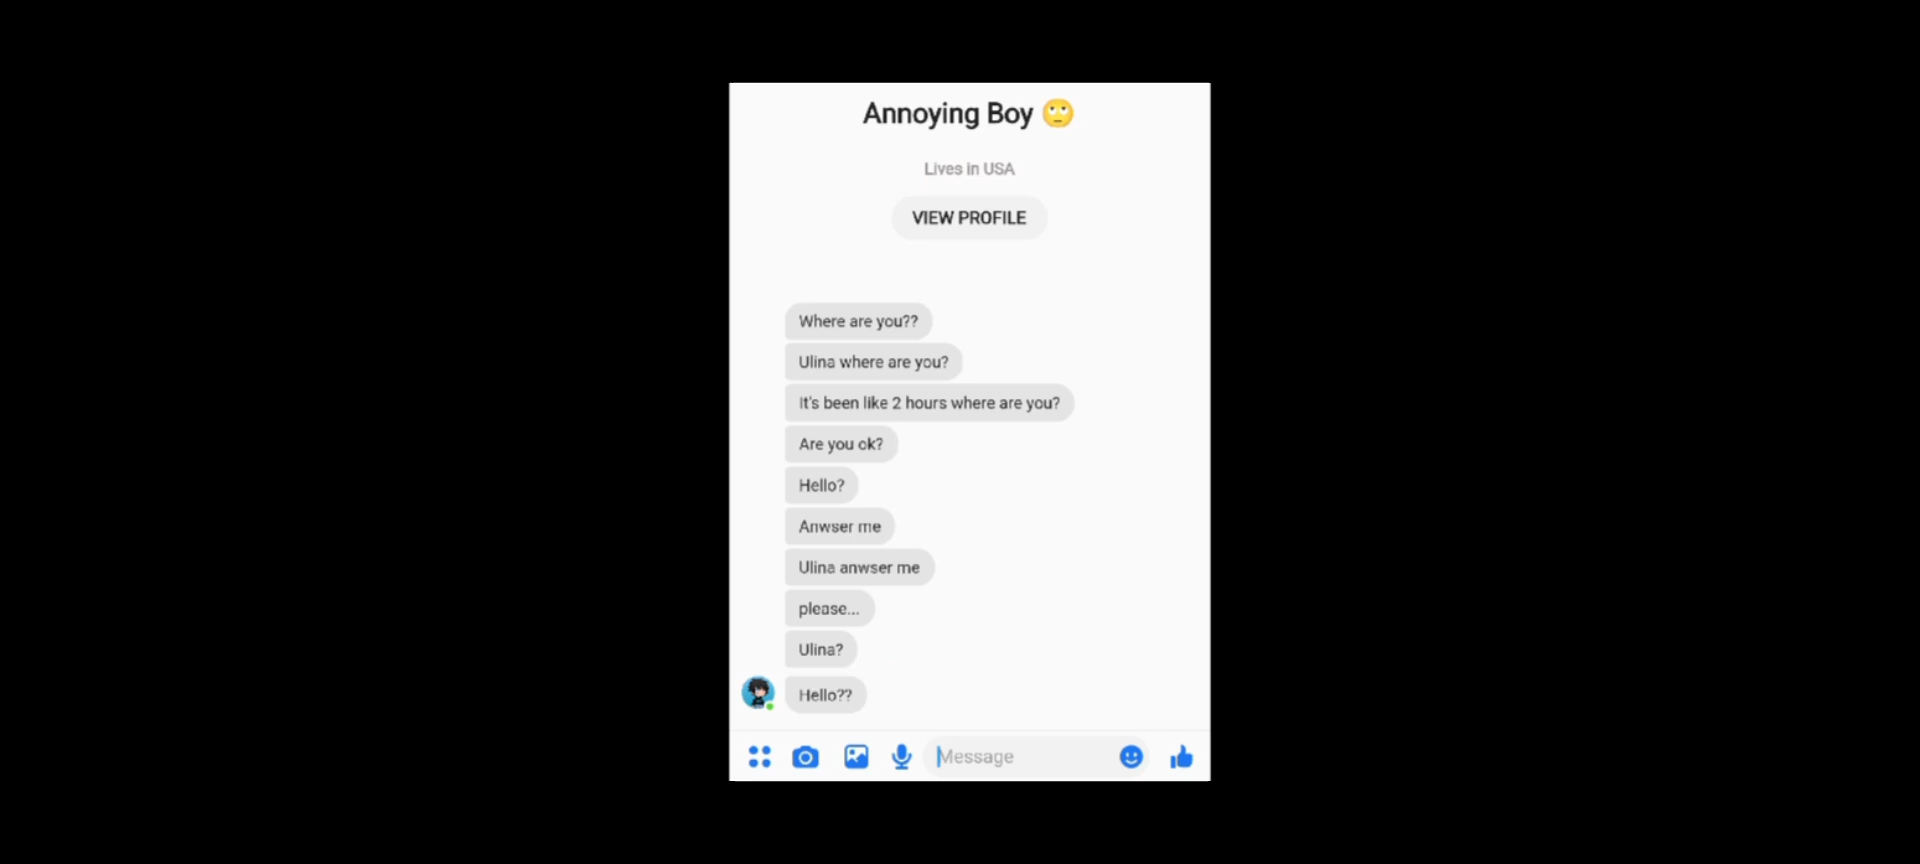 Annoying Boy 🙄
Lives in USA
VIEW PROFILE
Where are you??
Ulina where are you?
It's been like 2 hours where are you?
Are you ok?
Hello?
Anwser me
Ulina anwser me
please...
Ulina?
Hello??
Message